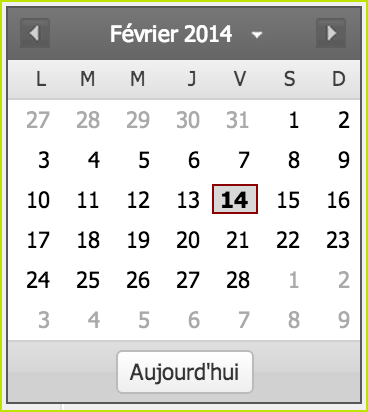 Février 2014
L M M J V S D
27 28 29 30 31 1 2
3 4 5 6 7 8 9
10 11 12 13 14 15 16
17 18 19 20 21 22 23
24 25 26 27 28 1 2
3 4 5 6 7 8 9
Aujourd'hui